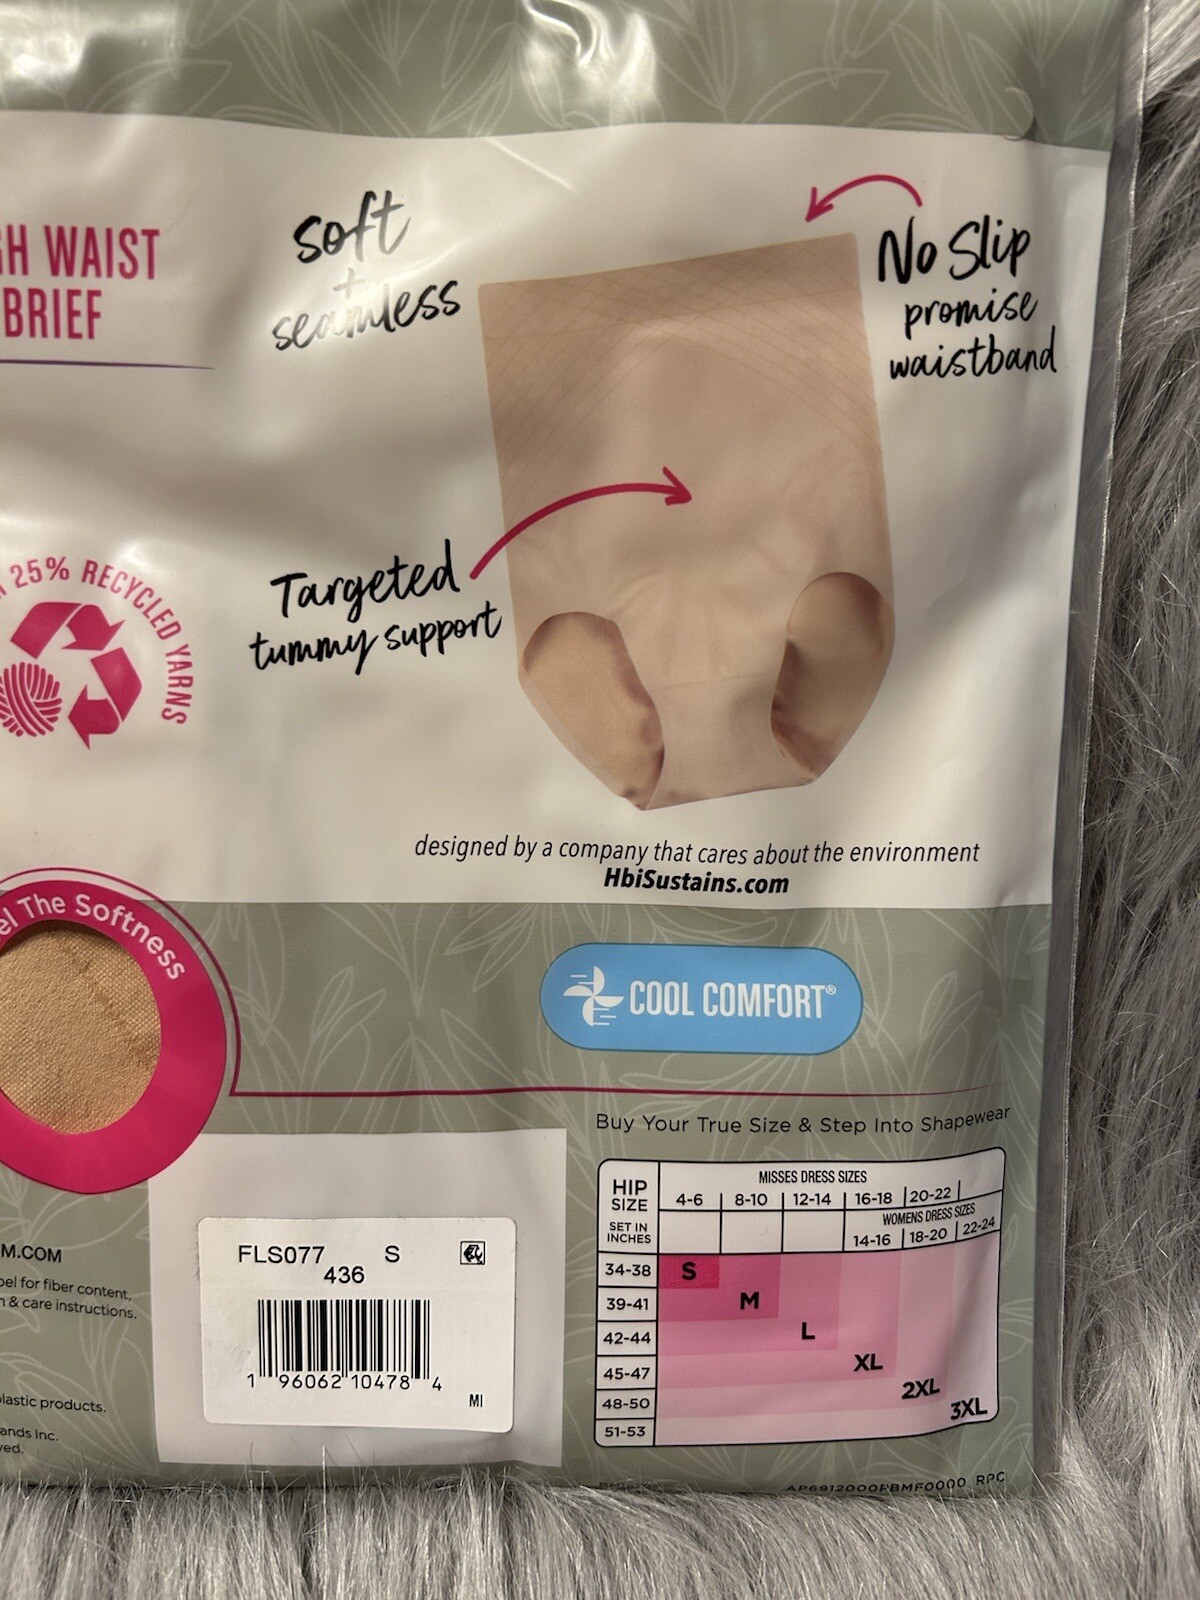 GH WAIST
BRIEF
soft
+
seamless
No Slip
promise
waistband
Targeted
tummy support
25% RECYCLED YARNS
designed by a company that cares about the environment
HbiSustains.com
el The Softness
COOL COMFORT®
Buy Your True Size & Step Into Shapewear
HIP
SIZE
SET IN
INCHES
MISSES DRESS SIZES
4-6 8-10 12-14 16-18 20-22
WOMENS DRESS SIZES
14-16 18-20 22-24
34-38 S
39-41 M
42-44 L
45-47 XL
48-50 2XL
51-53 3XL
M.COM
bel for fiber content,
n & care instructions.
FLS077 S
436
1 96062 10478 4
MI
plastic products.
ands Inc.
ved.
AP6912000PBMF0000 RPC